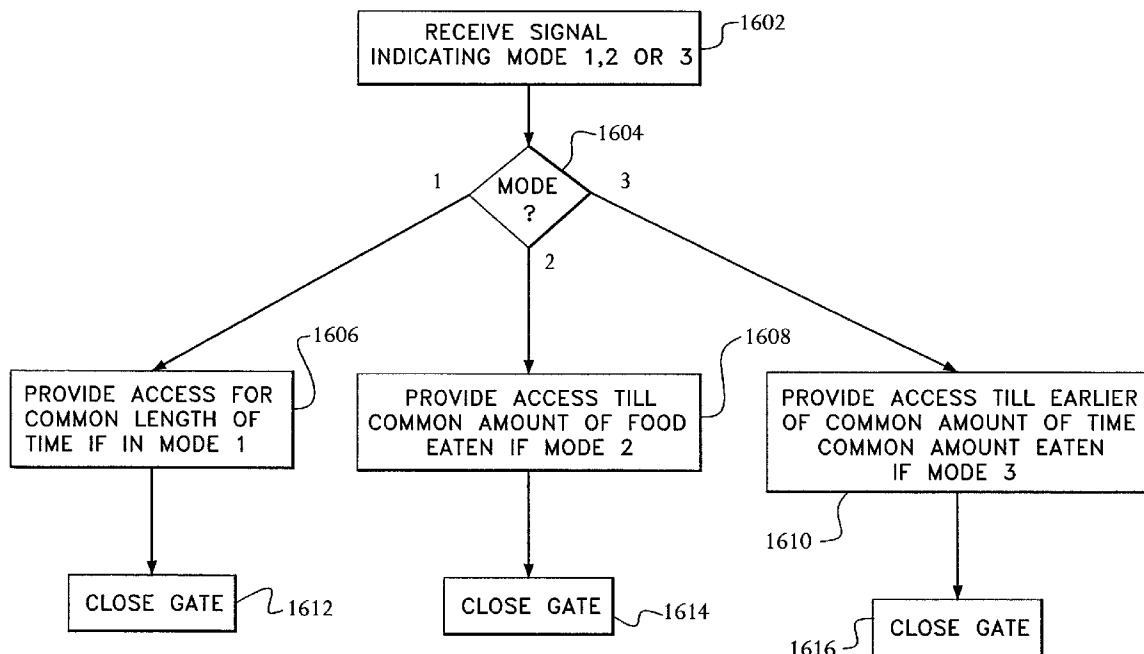 RECEIVE SIGNAL
INDICATING MODE 1,2 OR 3
1602
1604
MODE
?
1
3
2
1606
PROVIDE ACCESS FOR
COMMON LENGTH OF
TIME IF IN MODE 1
1608
PROVIDE ACCESS TILL
COMMON AMOUNT OF FOOD
EATEN IF MODE 2
PROVIDE ACCESS TILL EARLIER
OF COMMON AMOUNT OF TIME
COMMON AMOUNT EATEN
IF MODE 3
1610
CLOSE GATE
1612
CLOSE GATE
1614
CLOSE GATE
1616